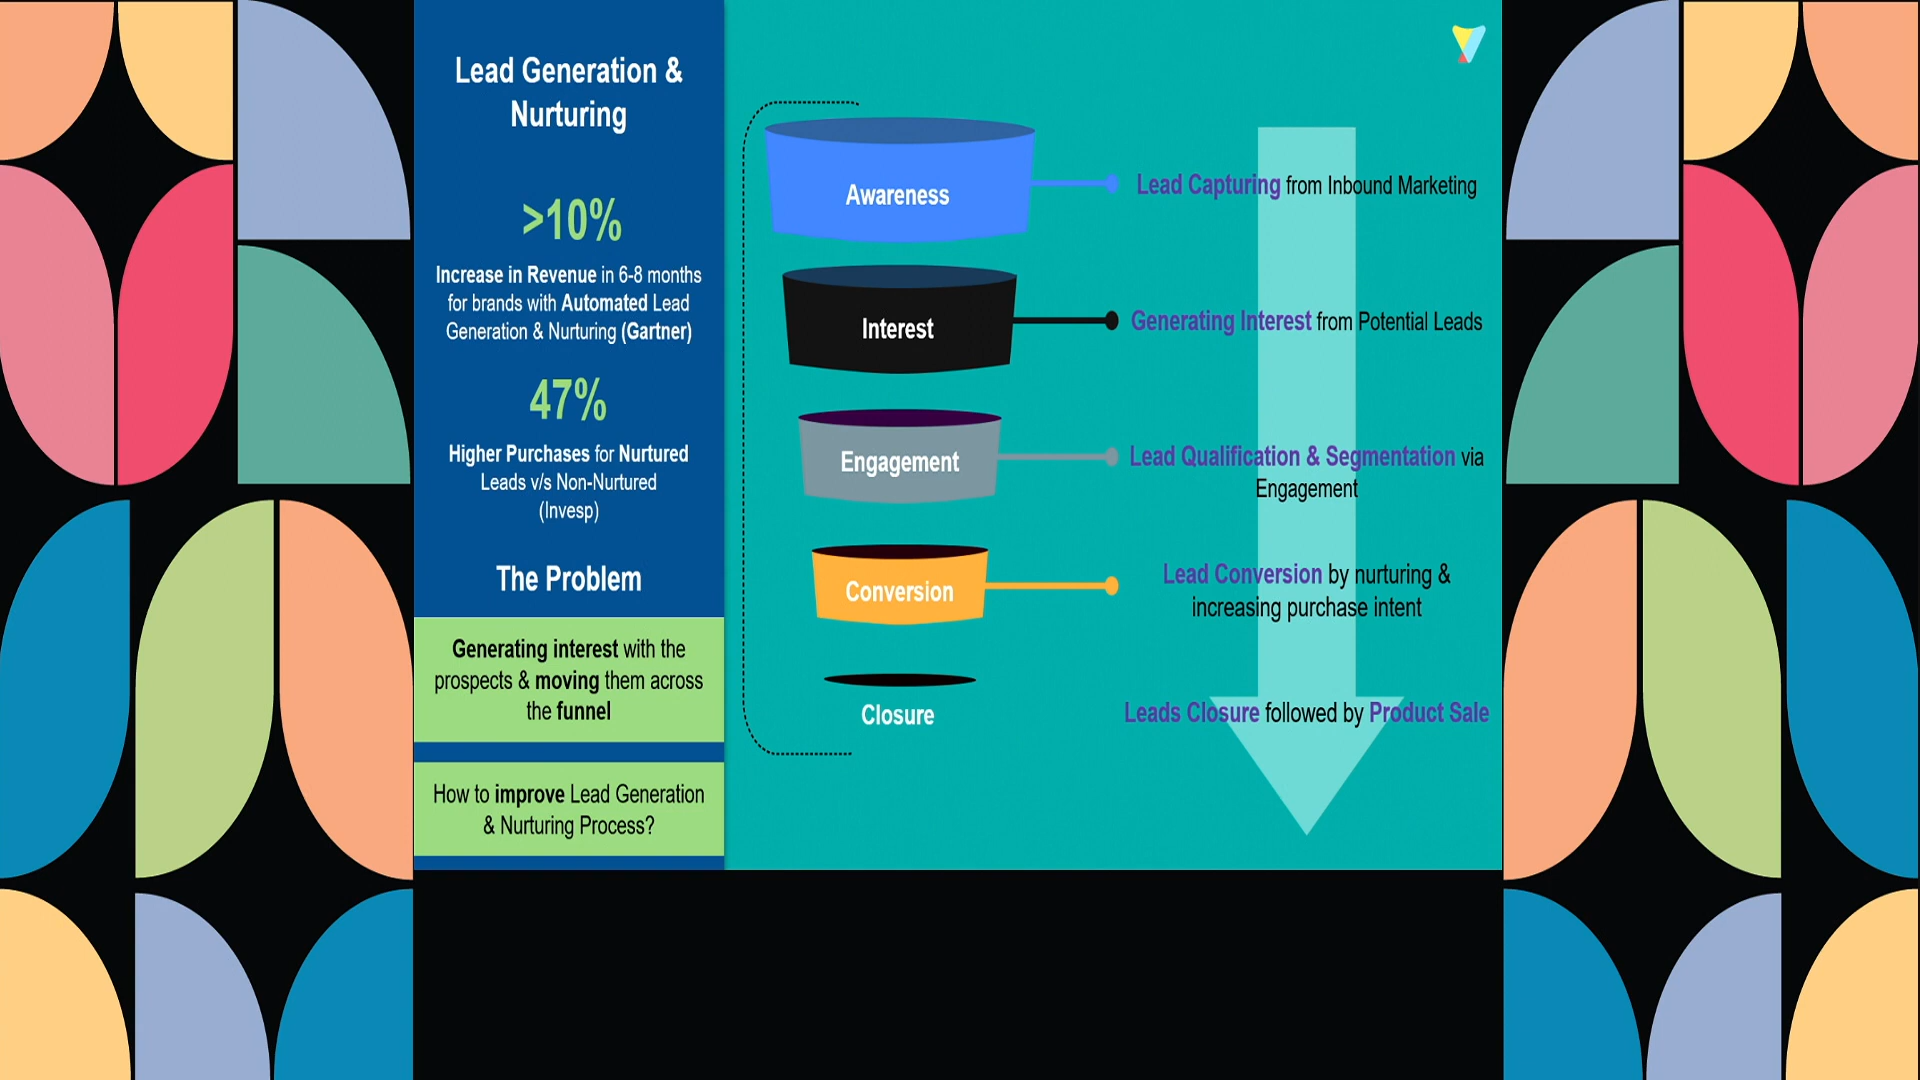 Lead Generation &
Nurturing
>10%
Increase in Revenue in 6-8 months
for brands with Automated Lead
Generation & Nurturing (Gartner)
47%
Higher Purchases for Nurtured
Leads v/s Non-Nurtured
(Invesp)
The Problem
Generating interest with the
prospects & moving them across
the funnel
How to improve Lead Generation
& Nurturing Process?
Awareness
Lead Capturing from Inbound Marketing
Interest
Generating Interest from Potential Leads
Engagement
Lead Qualification & Segmentation via
Engagement
Conversion
Lead Conversion by nurturing &
increasing purchase intent
Closure
Leads Closure followed by Product Sale